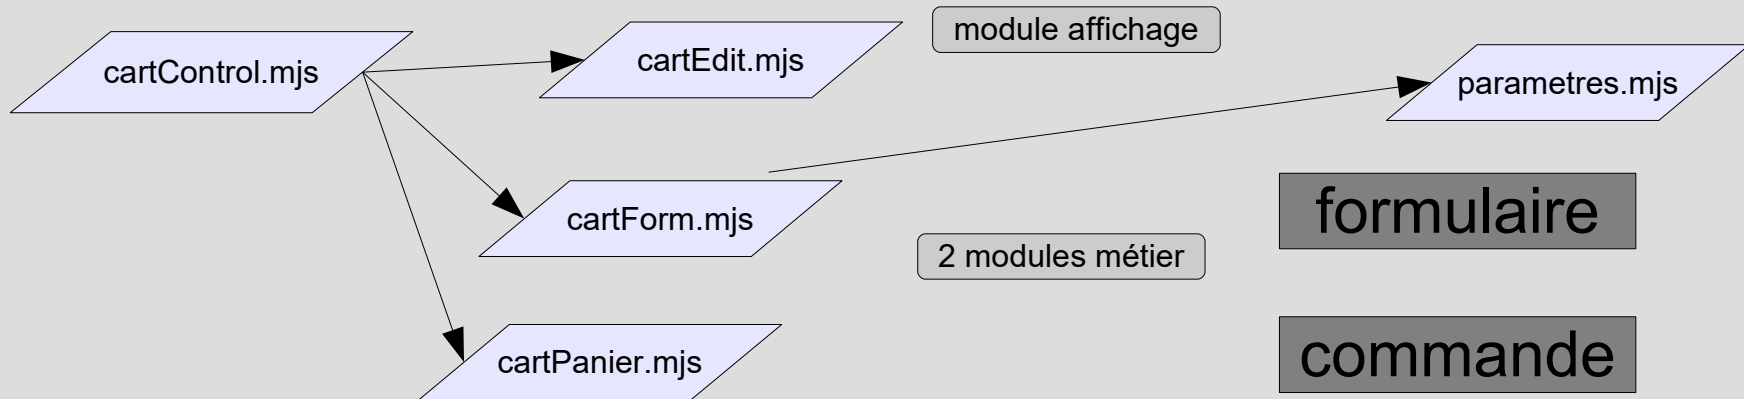 module affichage
cartControl.mjs
cartEdit.mjs
parametres.mjs
cartForm.mjs
formulaire
2 modules métier
cartPanier.mjs
commande